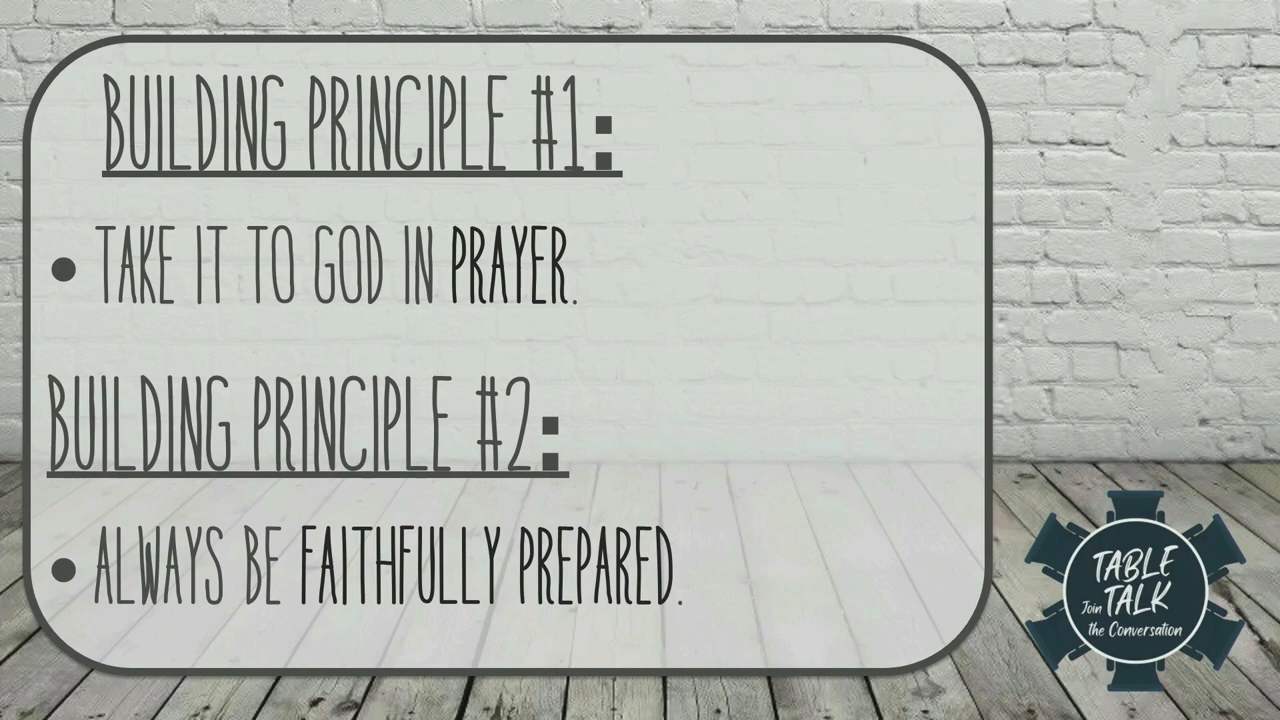 BUILDING PRINCIPLE #1:
• TAKE IT TO GOD IN PRAYER.
BUILDING PRINCIPLE #2:
• ALWAYS BE FAITHFULLY PREPARED.
TABLE
Join TALK
the Conversation